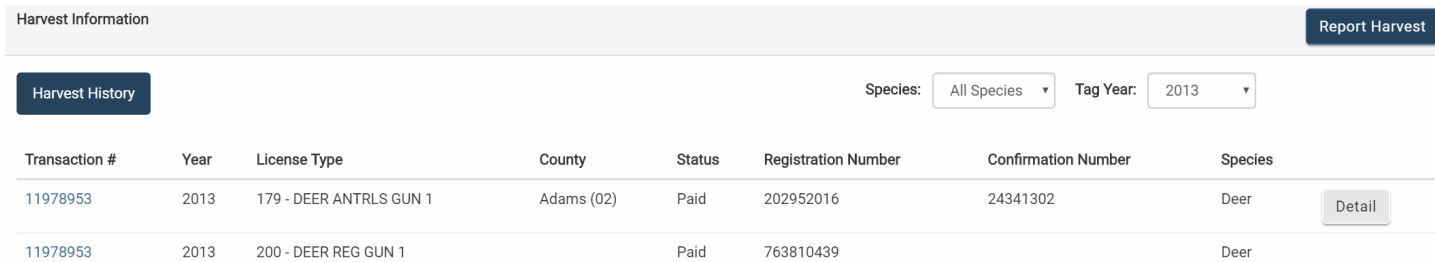 Harvest Information
Report Harvest
Harvest History Species: All Species Tag Year: 2013
Transaction # Year License Type County Status Registration Number Confirmation Number Species
11978953 2013 179 - DEER ANTRLS GUN 1 Adams (02) Paid 202952016 24341302 Deer Detail
11978953 2013 200 - DEER REG GUN 1 Paid 763810439 Deer